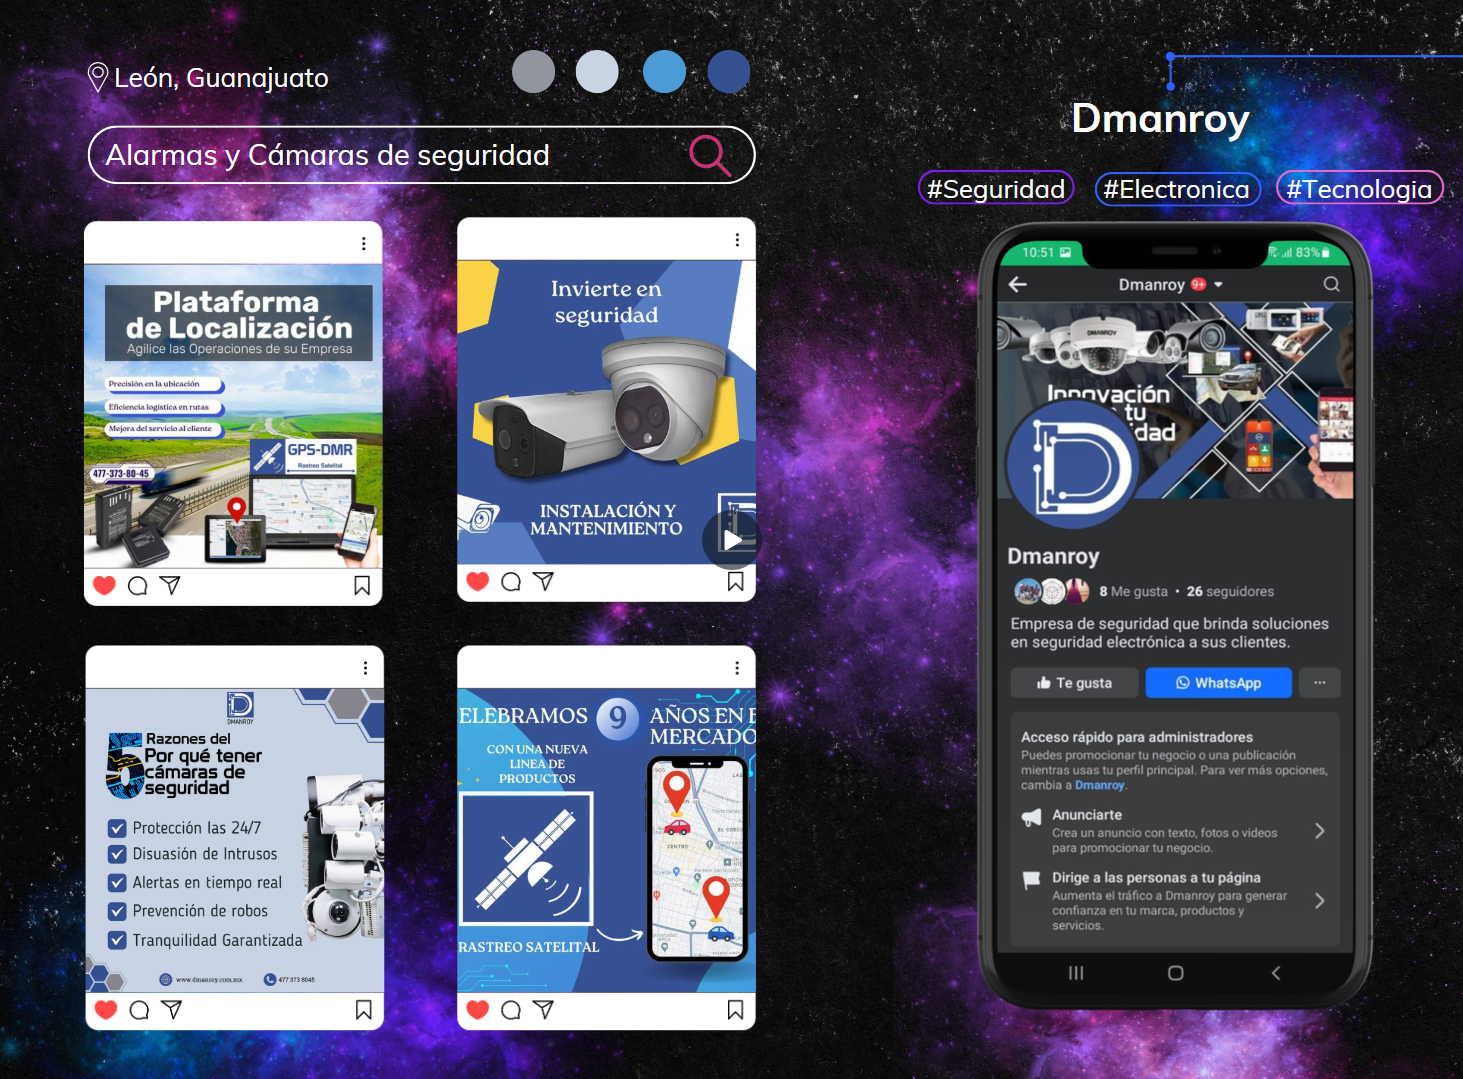 León, Guanajuato
Alarmas y Cámaras de seguridad
Plataforma
de Localización
Agilice las Operaciones de su Empresa
Precisión en la ubicación
Eficiencia logística en rutas
Mejora del servicio al cliente
477-373-80-45
GPS-DMR
Rastreo Satelital
Invierte en
seguridad
INSTALACIÓN Y
MANTENIMIENTO
DMANROY
5 Razones del
Por qué tener
cámaras de
seguridad
Protección las 24/7
Disuasión de Intrusos
Alertas en tiempo real
Prevención de robos
Tranquilidad Garantizada
www.dmanroy.com.mx 477 373 8045
ELEBRAMOS 9 AÑOS EN E
MERCADO
CON UNA NUEVA
LINEA DE
PRODUCTOS
RASTREO SATELITAL
CENTRO
Dmanroy
#Seguridad #Electronica #Tecnologia
10:51 83%
Dmanroy 9+
DMANROY
Innovación
tu
dad
Dmanroy
8 Me gusta • 26 seguidores
Empresa de seguridad que brinda soluciones
en seguridad electrónica a sus clientes.
Te gusta WhatsApp ...
Acceso rápido para administradores
Puedes promocionar tu negocio o una publicación
mientras usas tu perfil principal. Para ver más opciones,
cambia a Dmanroy.
Anunciarte
Crea un anuncio con texto, fotos o videos
para promocionar tu negocio.
Dirige a las personas a tu página
Aumenta el tráfico a Dmanroy para generar
confianza en tu marca, productos y
servicios.